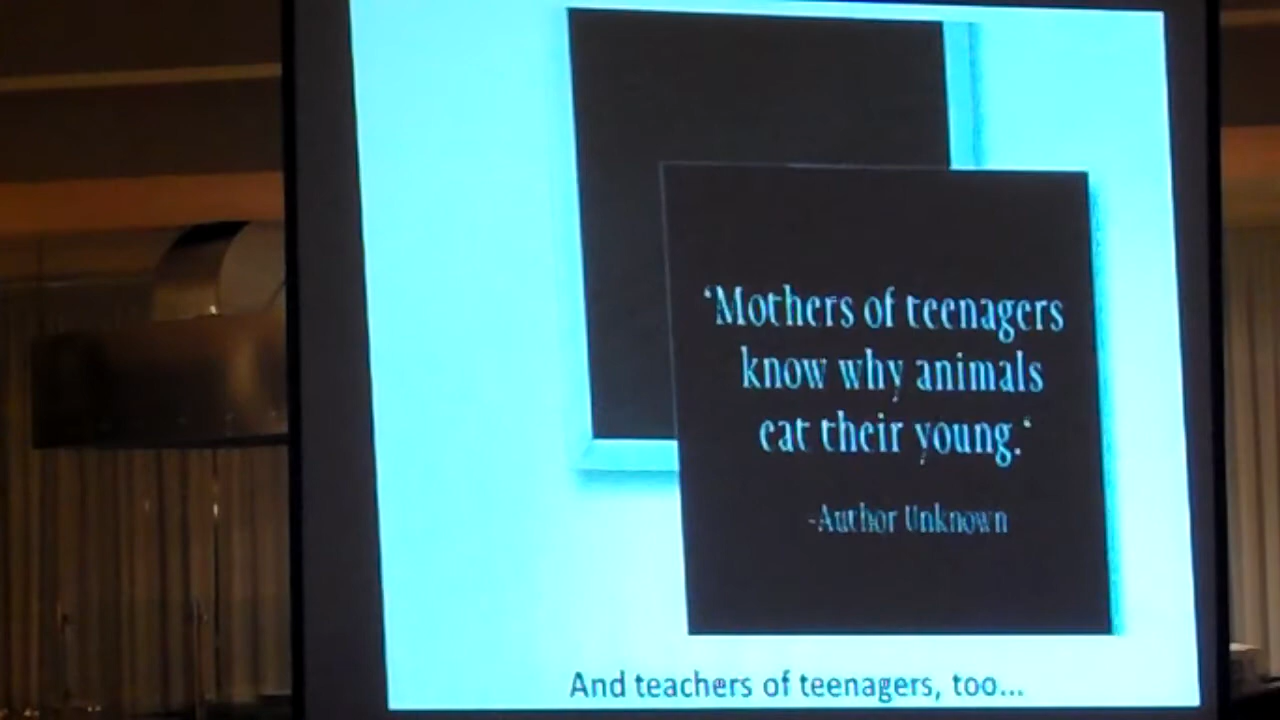 ‘Mothers of teenagers
know why animals
eat their young.‘
-Author Unknown
And teachers of teenagers, too...